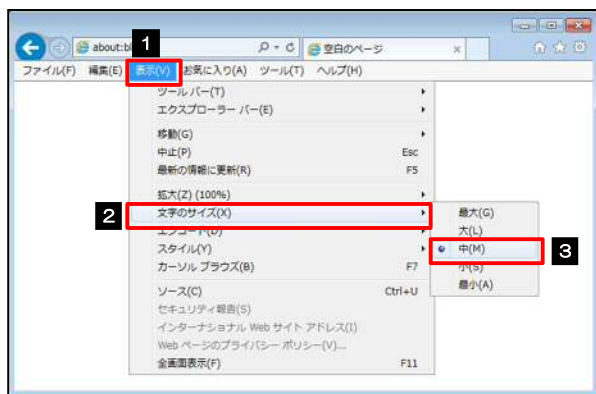 about:bl
空白のページ
1
ファイル(F) 編集(E) 表示(V) お気に入り(A) ツール(T) ヘルプ(H)
ツール バー(T)
エクスプローラー バー(E)
移動(G)
中止(P) Esc
最新の情報に更新(R) F5
拡大(Z) (100%)
2
文字のサイズ(X)
エンコード(D)
スタイル(Y)
カーソル ブラウズ(B) F7
ソース(C) Ctrl+U
セキュリティ報告(S)
インターナショナル Web サイト アドレス(I)
Web ページのプライバシー ポリシー(V)...
全画面表示(F) F11
最大(G)
大(L)
中(M)
3
小(S)
最小(A)